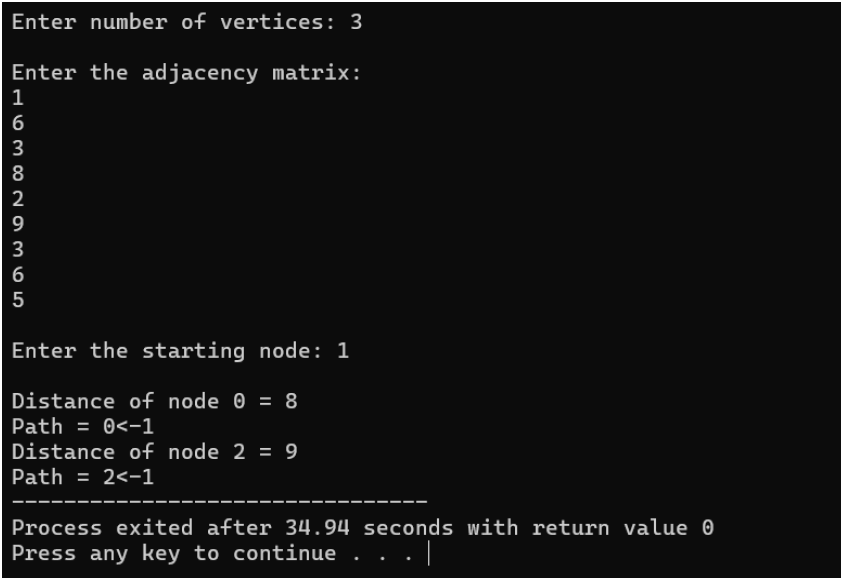 Enter number of vertices: 3
Enter the adjacency matrix:
1
6
3
8
2
9
3
6
5
Enter the starting node: 1
Distance of node 0 = 8
Path = 0<-1
Distance of node 2 = 9
Path = 2<-1
--------------------------------
Process exited after 34.94 seconds with return value 0
Press any key to continue . . .